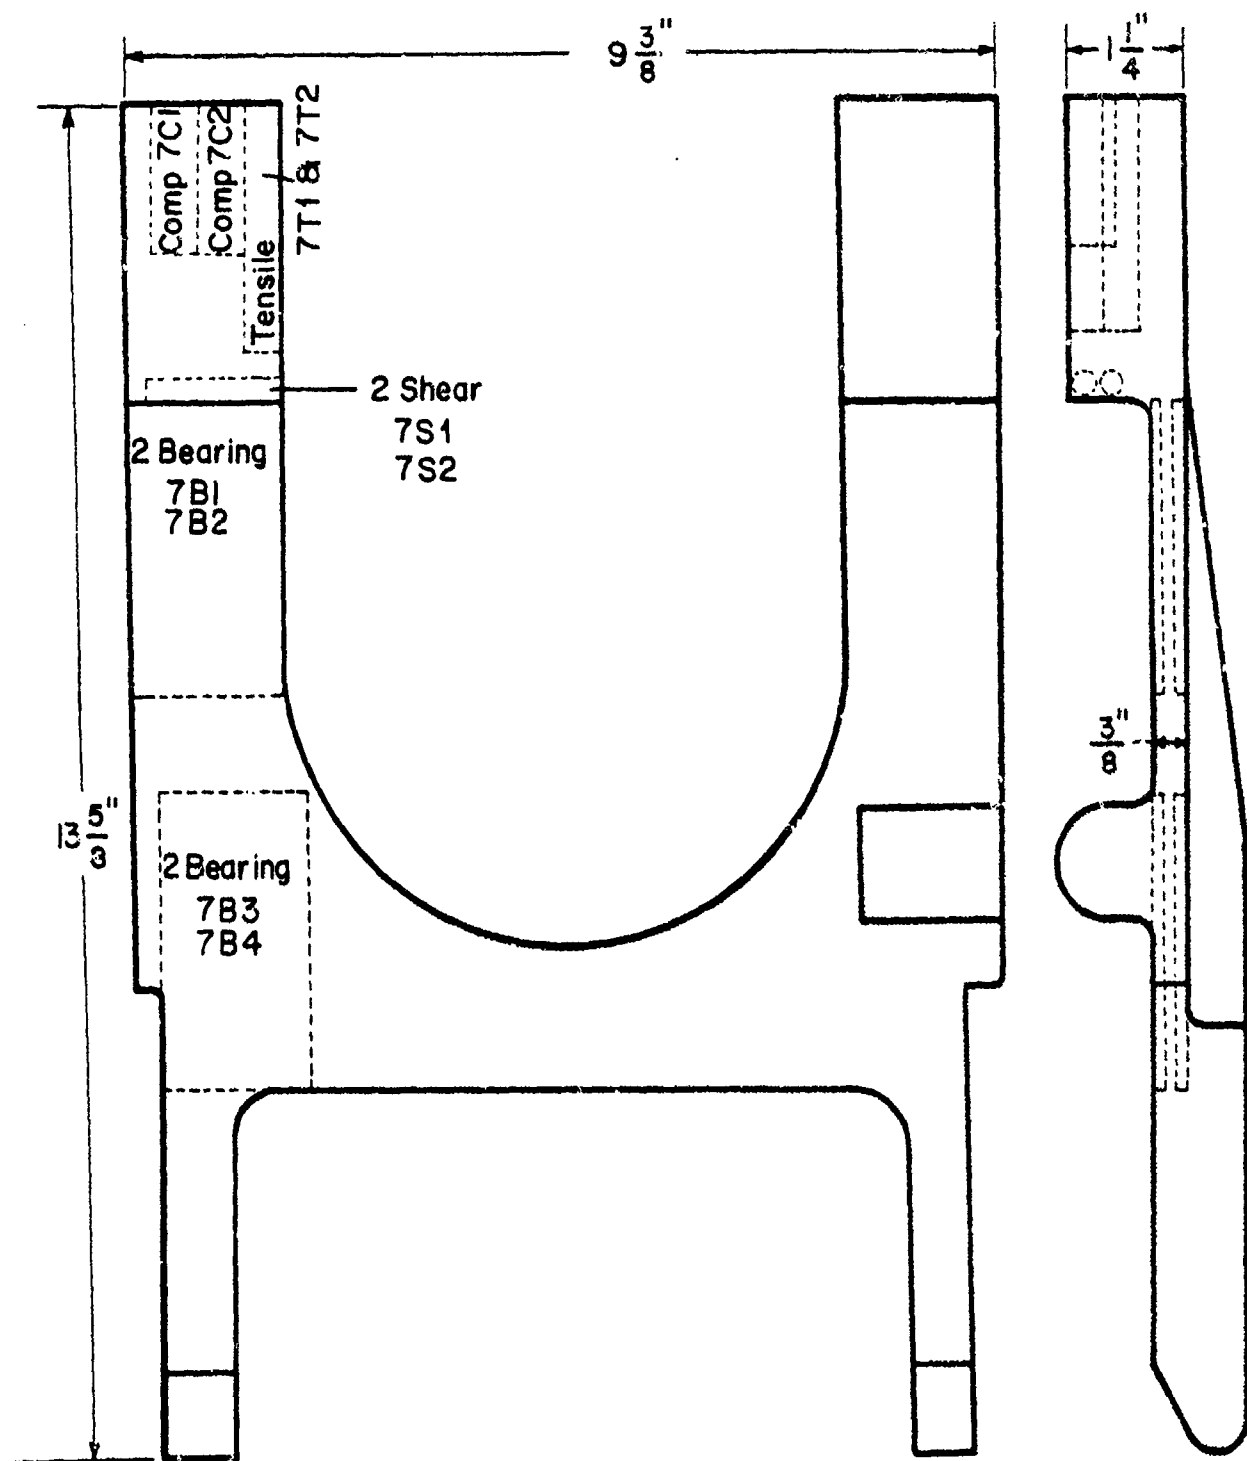 9 3/8"
1 1/4"
Comp 7C1
Comp 7C2
Tensile
7T1 & 7T2
2 Shear
7S1
7S2
2 Bearing
7B1
7B2
3/8"
13 5/8"
2 Bearing
7B3
7B4